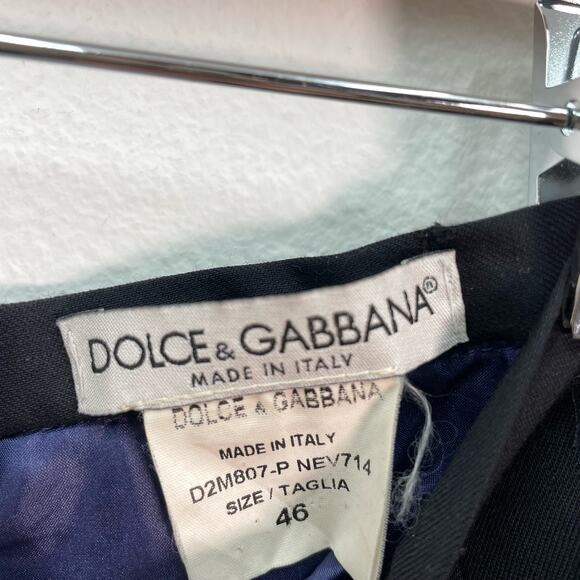 DOLCE & GABBANA®
MADE IN ITALY
DOLCE & GABBANA
MADE IN ITALY
D2M807-P NEV714
SIZE / TAGLIA
46